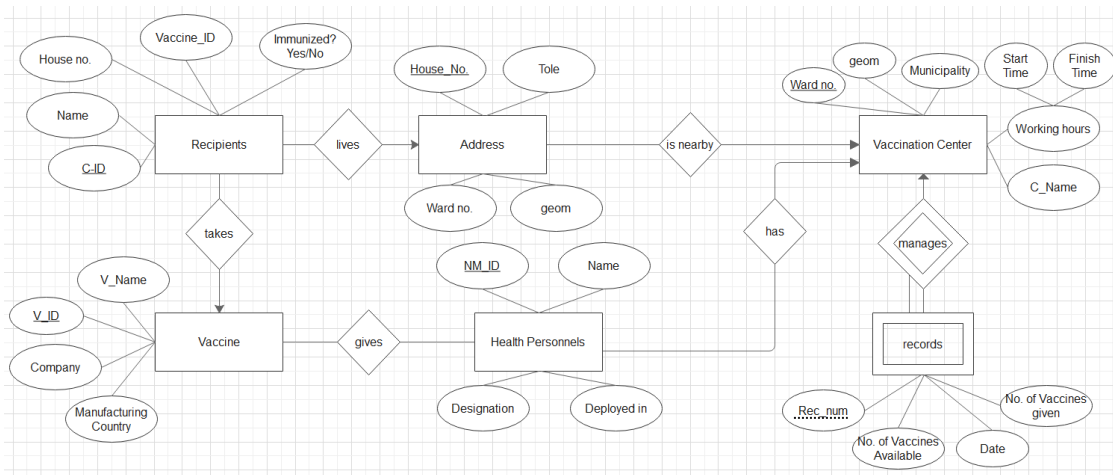 Vaccine_ID
Immunized?
Yes/No
House no.
Name
C-ID
Recipients
lives
House_No.
Tole
Address
Ward no.
geom
is nearby
Ward no.
geom
Municipality
Start
Time
Finish
Time
Working hours
Vaccination Center
C_Name
takes
has
manages
V_Name
V_ID
Company
Manufacturing
Country
Vaccine
gives
NM_ID
Name
Health Personnels
Designation
Deployed in
records
Rec_num
No. of Vaccines
Available
Date
No. of Vaccines
given